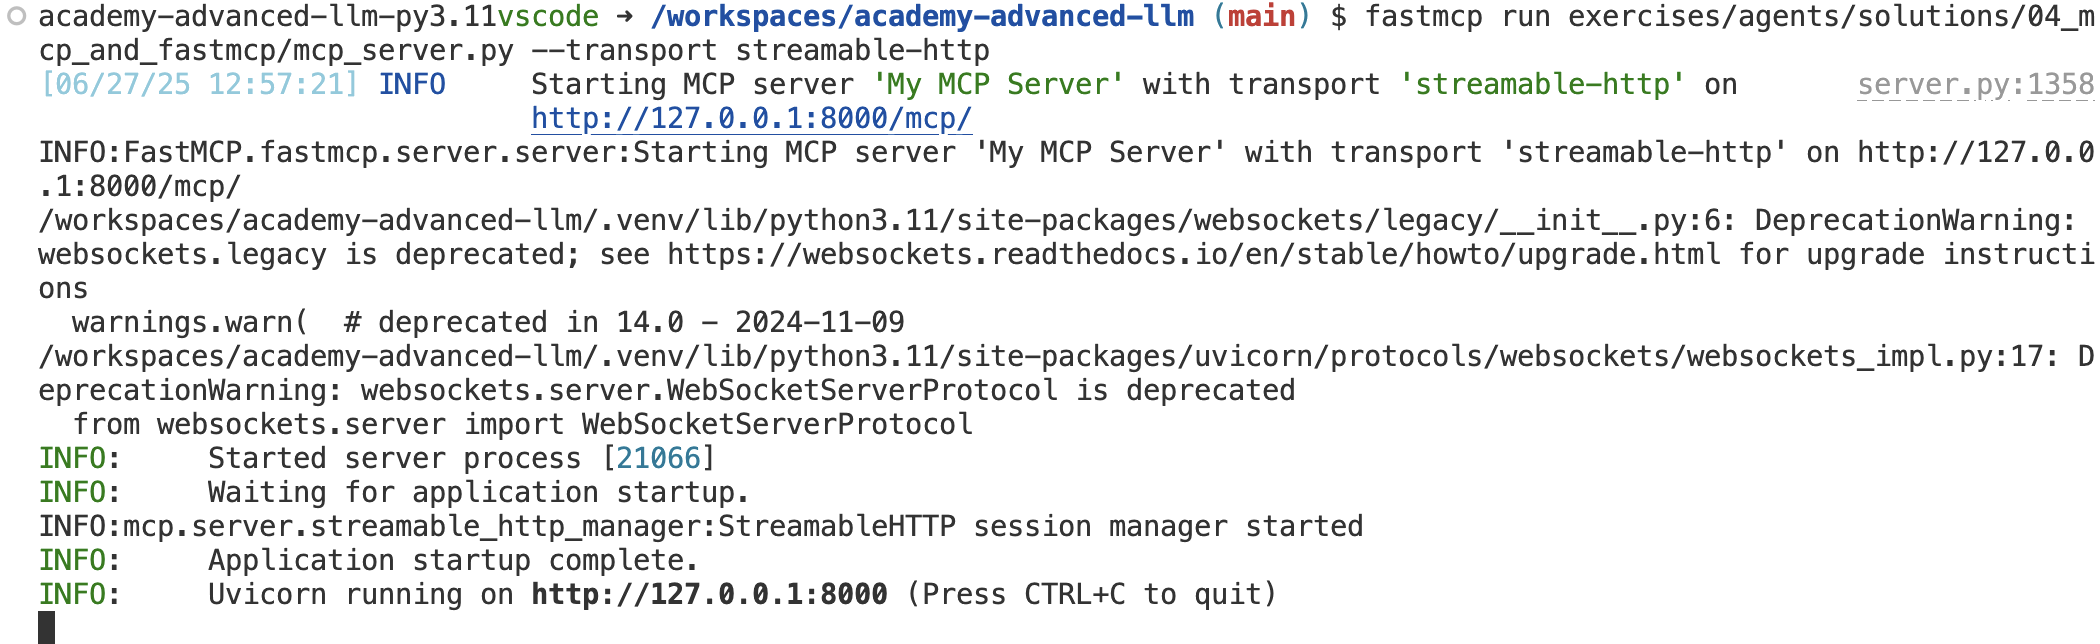 academy-advanced-llm-py3.11vscode ➜ /workspaces/academy-advanced-llm (main) $ fastmcp run exercises/agents/solutions/04_m
cp_and_fastmcp/mcp_server.py --transport streamable-http
[06/27/25 12:57:21] INFO     Starting MCP server 'My MCP Server' with transport 'streamable-http' on       server.py:1358
                             http://127.0.0.1:8000/mcp/
INFO:FastMCP.fastmcp.server.server:Starting MCP server 'My MCP Server' with transport 'streamable-http' on http://127.0.0
.1:8000/mcp/
/workspaces/academy-advanced-llm/.venv/lib/python3.11/site-packages/websockets/legacy/__init__.py:6: DeprecationWarning:
websockets.legacy is deprecated; see https://websockets.readthedocs.io/en/stable/howto/upgrade.html for upgrade instructi
ons
  warnings.warn(  # deprecated in 14.0 - 2024-11-09
/workspaces/academy-advanced-llm/.venv/lib/python3.11/site-packages/uvicorn/protocols/websockets/websockets_impl.py:17: D
eprecationWarning: websockets.server.WebSocketServerProtocol is deprecated
  from websockets.server import WebSocketServerProtocol
INFO:     Started server process [21066]
INFO:     Waiting for application startup.
INFO:mcp.server.streamable_http_manager:StreamableHTTP session manager started
INFO:     Application startup complete.
INFO:     Uvicorn running on http://127.0.0.1:8000 (Press CTRL+C to quit)